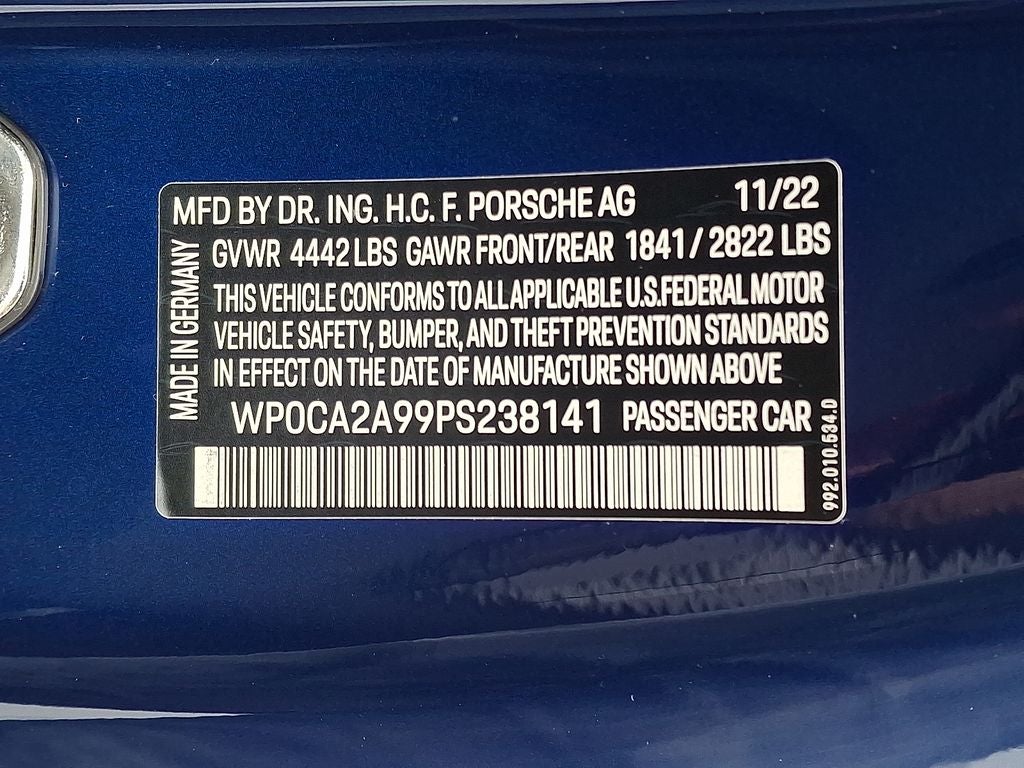 MFD BY DR. ING. H.C. F. PORSCHE AG 11/22
GVWR 4442 LBS GAWR FRONT/REAR 1841 / 2822 LBS
THIS VEHICLE CONFORMS TO ALL APPLICABLE U.S.FEDERAL MOTOR
VEHICLE SAFETY, BUMPER, AND THEFT PREVENTION STANDARDS
IN EFFECT ON THE DATE OF MANUFACTURE SHOWN ABOVE
WP0CA2A99PS238141 PASSENGER CAR
MADE IN GERMANY
992.010.534.D